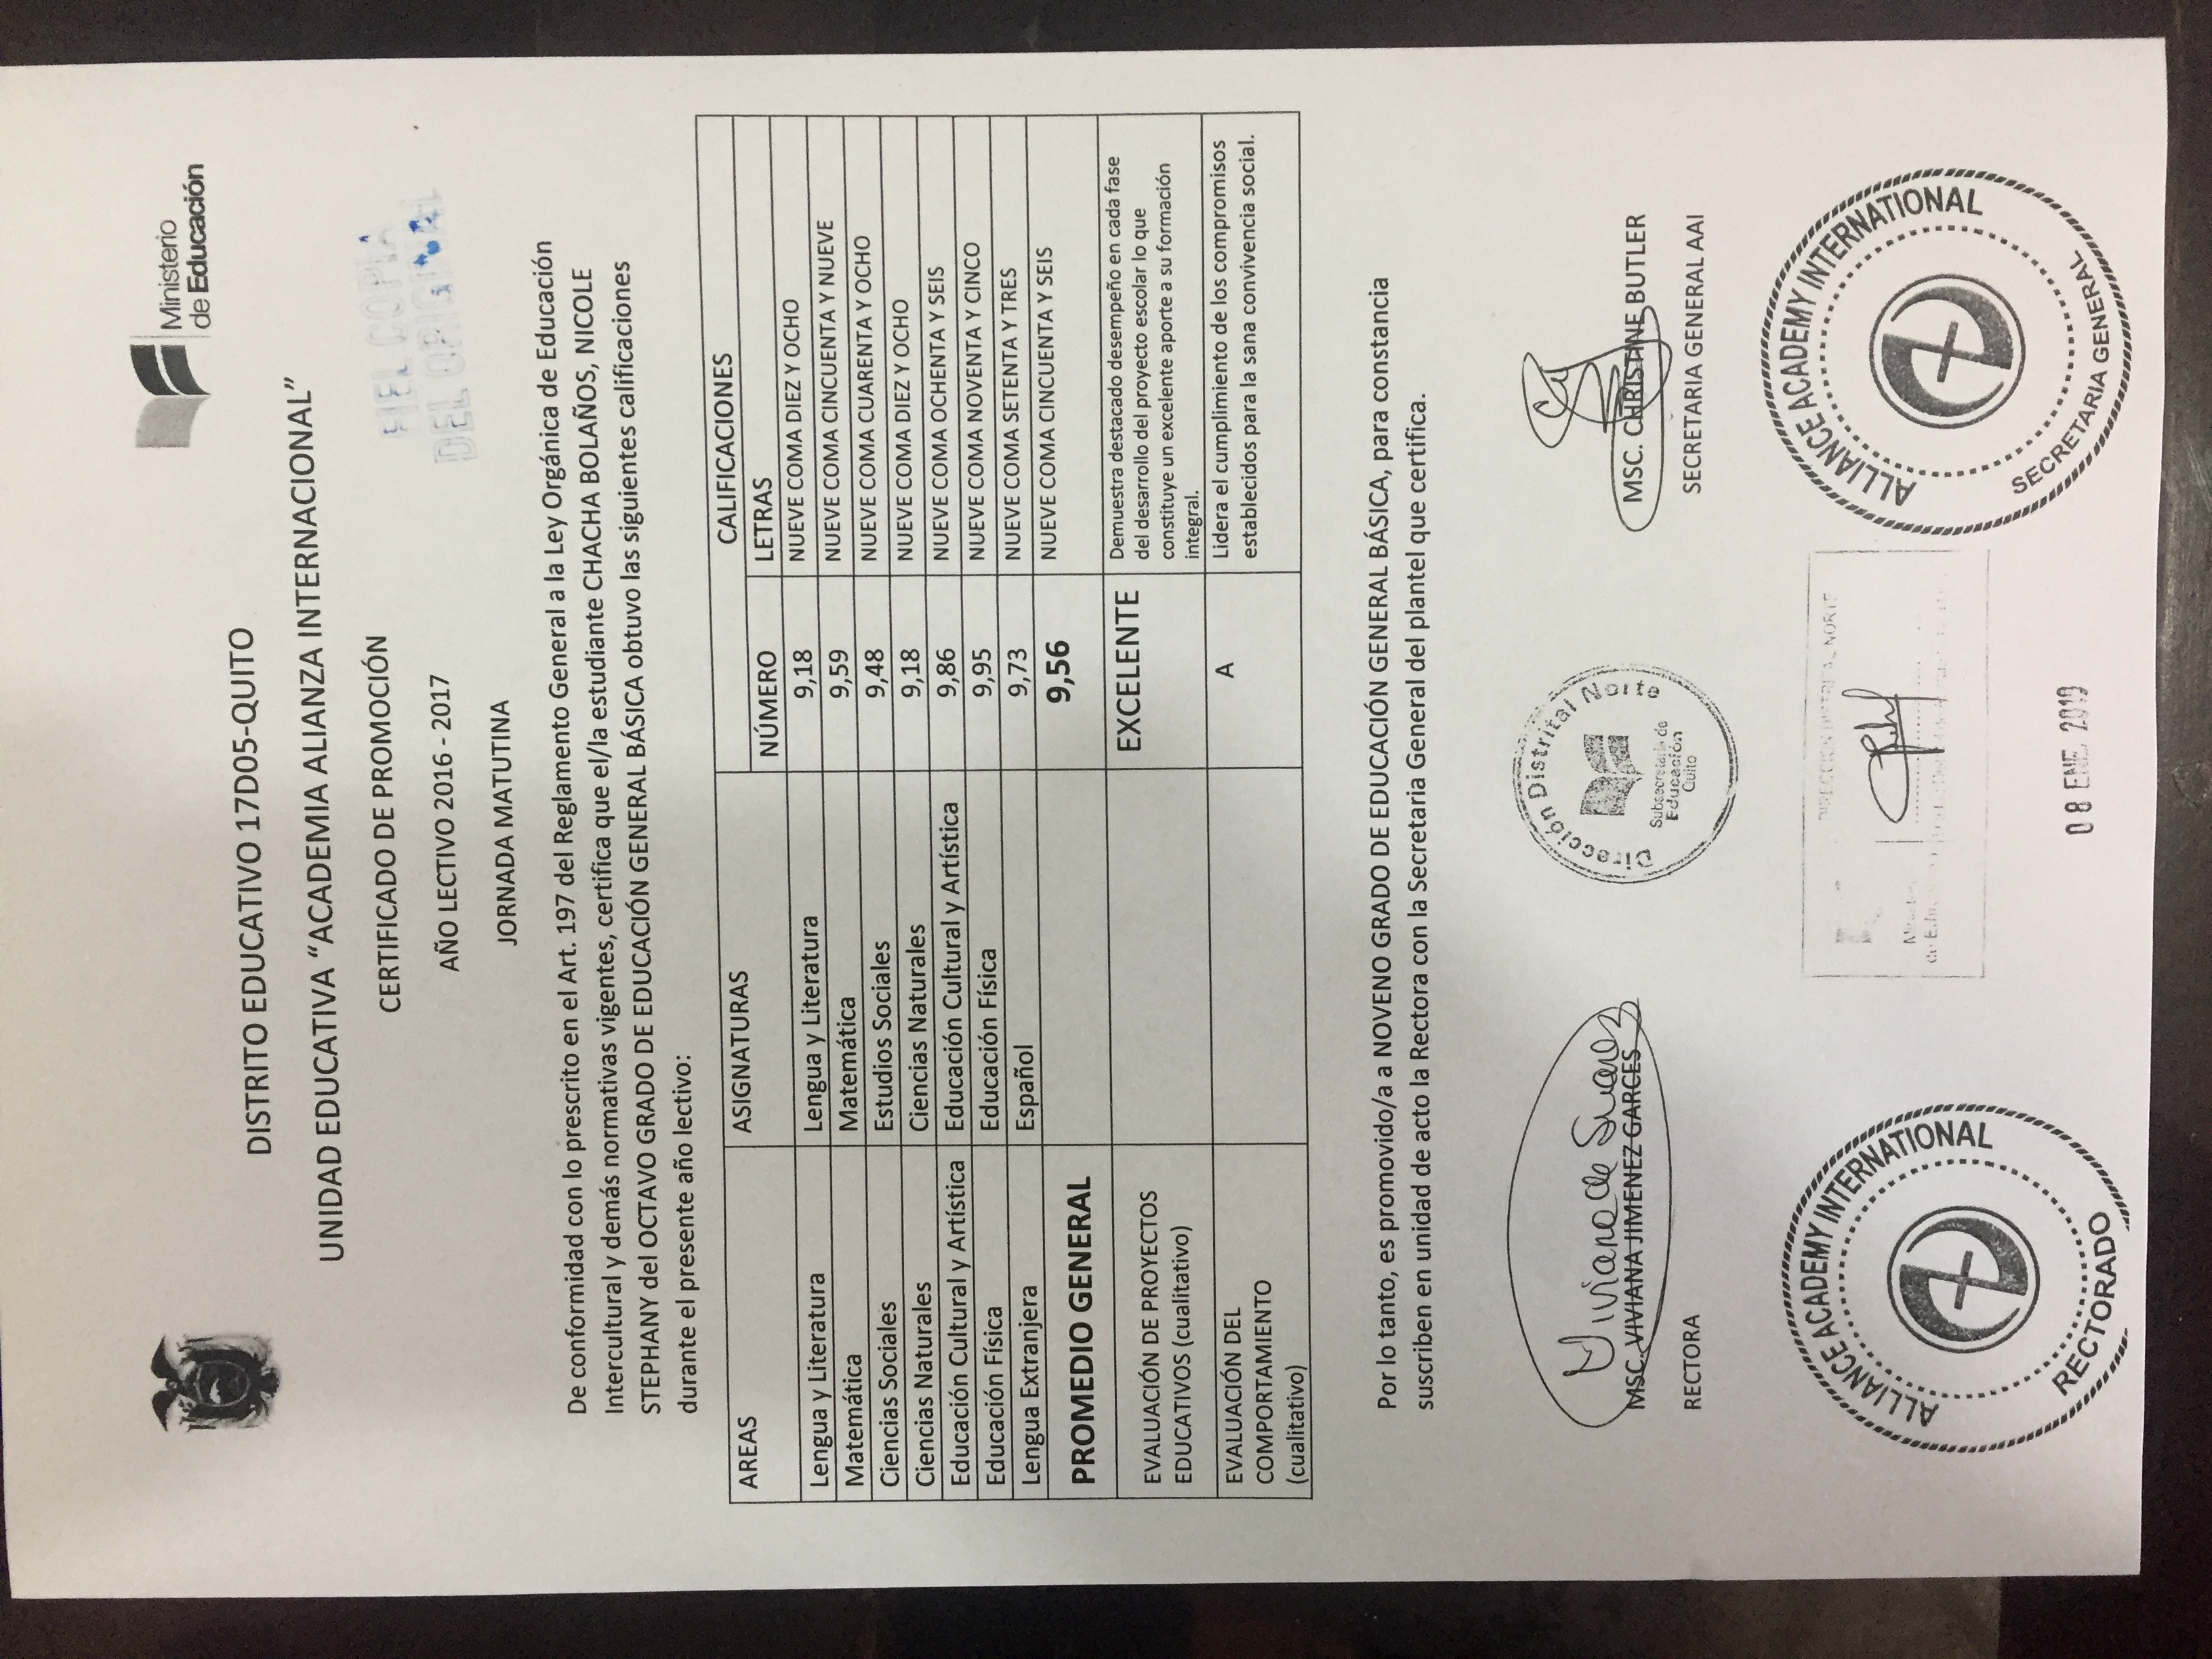 Ministerio
de Educación
DISTRITO EDUCATIVO 17D05-QUITO
UNIDAD EDUCATIVA “ACADEMIA ALIANZA INTERNACIONAL”
CERTIFICADO DE PROMOCIÓN
FIEL COPIA
DEL ORIGINAL
AÑO LECTIVO 2016 - 2017
JORNADA MATUTINA
De conformidad con lo prescrito en el Art. 197 del Reglamento General a la Ley Orgánica de Educación
Intercultural y demás normativas vigentes, certifica que el/la estudiante CHACHA BOLAÑOS, NICOLE
STEPHANY del OCTAVO GRADO DE EDUCACIÓN GENERAL BÁSICA obtuvo las siguientes calificaciones
durante el presente año lectivo:
AREAS ASIGNATURAS CALIFICACIONES
NÚMERO LETRAS
Lengua y Literatura Lengua y Literatura 9,18 NUEVE COMA DIEZ Y OCHO
Matemática Matemática 9,59 NUEVE COMA CINCUENTA Y NUEVE
Ciencias Sociales Estudios Sociales 9,48 NUEVE COMA CUARENTA Y OCHO
Ciencias Naturales Ciencias Naturales 9,18 NUEVE COMA DIEZ Y OCHO
Educación Cultural y Artística Educación Cultural y Artística 9,86 NUEVE COMA OCHENTA Y SEIS
Educación Física Educación Física 9,95 NUEVE COMA NOVENTA Y CINCO
Lengua Extranjera Español 9,73 NUEVE COMA SETENTA Y TRES
PROMEDIO GENERAL 9,56 NUEVE COMA CINCUENTA Y SEIS
EVALUACIÓN DE PROYECTOS
EDUCATIVOS (cualitativo)
EXCELENTE
Demuestra destacado desempeño en cada fase
del desarrollo del proyecto escolar lo que
constituye un excelente aporte a su formación
integral.
EVALUACIÓN DEL
COMPORTAMIENTO
(cualitativo)
A
Lidera el cumplimiento de los compromisos
establecidos para la sana convivencia social.
Por lo tanto, es promovido/a a NOVENO GRADO DE EDUCACIÓN GENERAL BÁSICA, para constancia
suscriben en unidad de acto la Rectora con la Secretaria General del plantel que certifica.
Viviana de Suarez
MSC. VIVIANA JIMENEZ GARCES
RECTORA
Dirección Distrital Norte
Subsecretaría de
Educación
Quito
MSC. CHRISTINE BUTLER
SECRETARIA GENERAL AAI
ALLIANCE ACADEMY INTERNATIONAL
RECTORADO
DIRECCIÓN DISTRITAL NORTE
ALLIANCE ACADEMY INTERNATIONAL
SECRETARIA GENERAL
08 ENE 2019